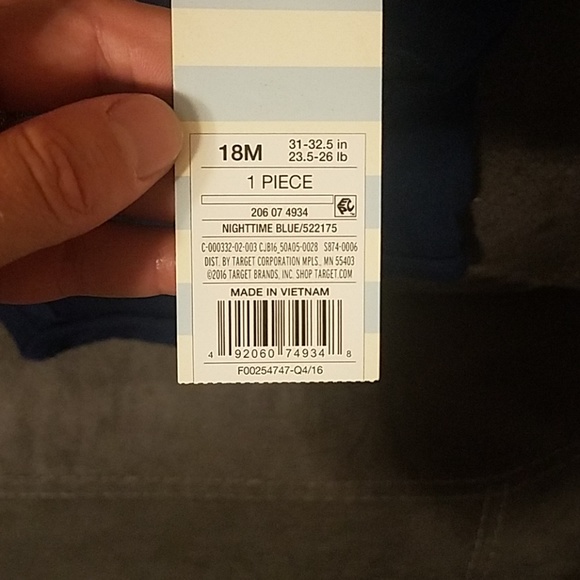 18M
31-32.5 in
23.5-26 lb
1 PIECE
206 07 4934
NIGHTTIME BLUE/522175
C-000332-02-003 CJB16_50A05-0028 S874-0006
DIST. BY TARGET CORPORATION MPLS., MN 55403
©2016 TARGET BRANDS, INC. SHOP TARGET.COM
MADE IN VIETNAM
4 92060 74934 8
F00254747-Q4/16